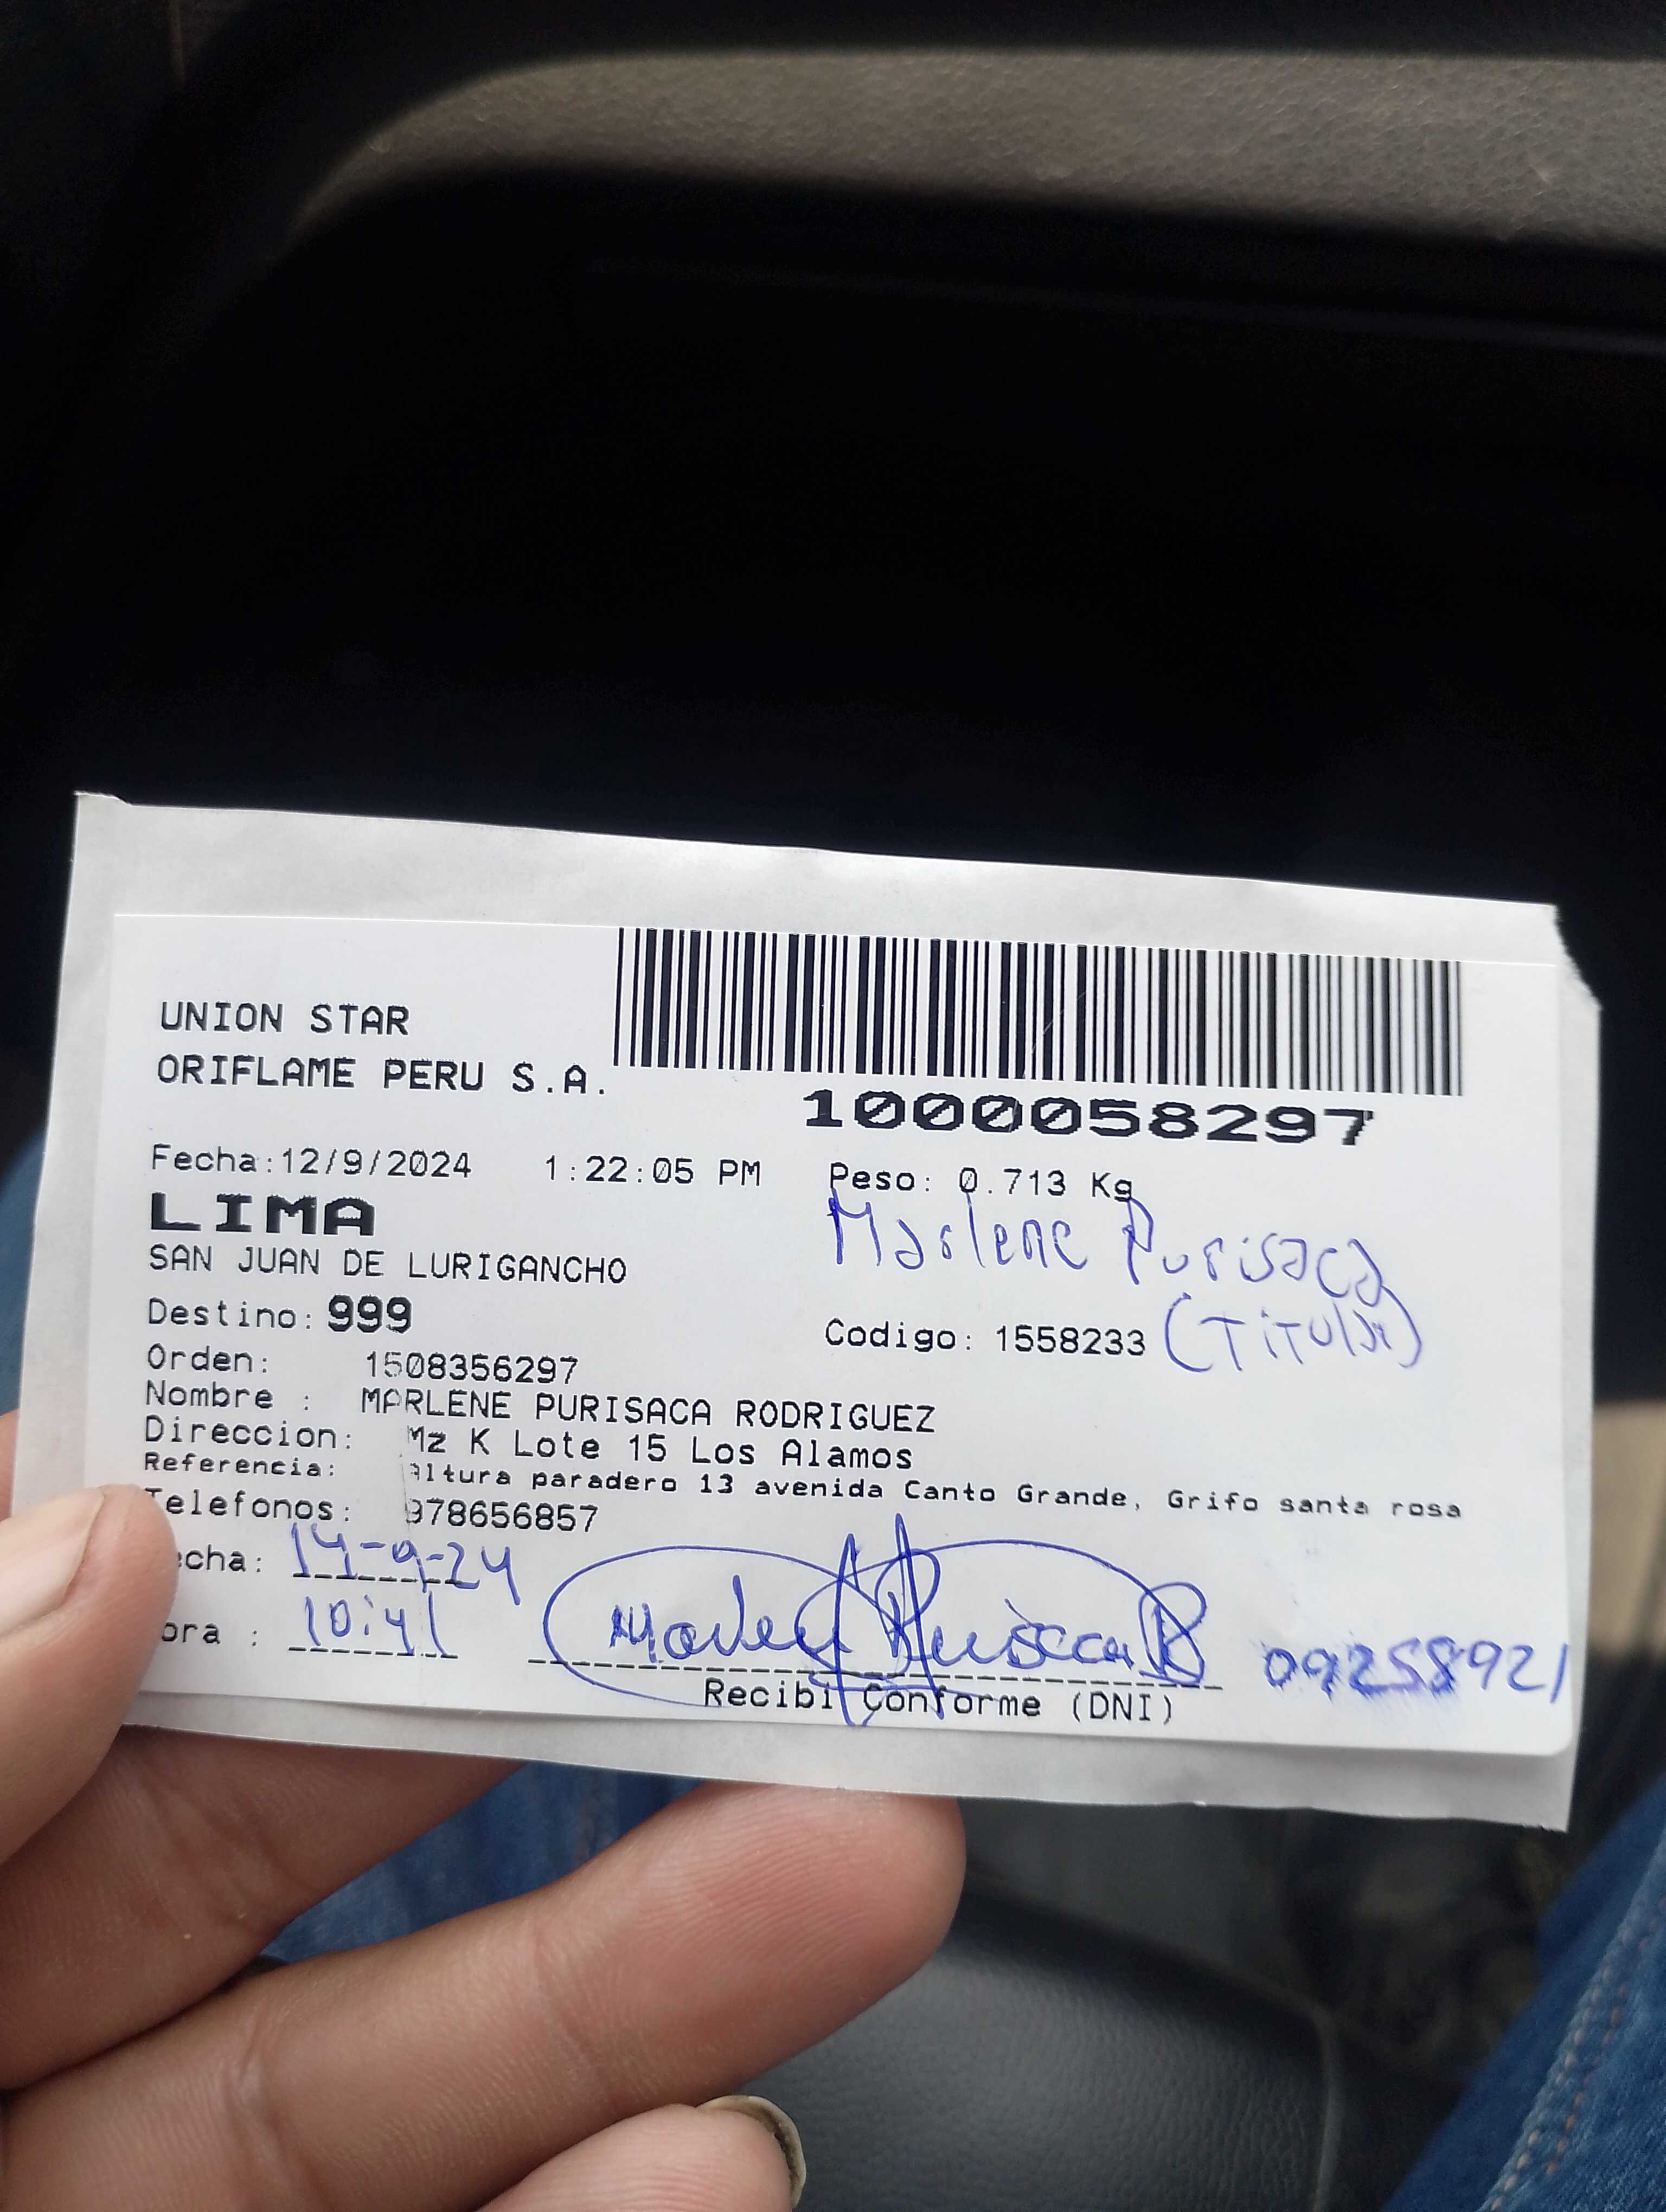 UNION STAR
ORIFLAME PERU S.A.
1000058297
Fecha:12/9/2024 1:22:05 PM Peso: 0.713 Kg
LIMA
Marlene Purisaca
SAN JUAN DE LURIGANCHO
(Titular)
Destino: 999 Codigo: 1558233
Orden: 1508356297
Nombre : MARLENE PURISACA RODRIGUEZ
Direccion: Mz K Lote 15 Los Alamos
Referencia: Altura paradero 13 avenida Canto Grande, Grifo santa rosa
Telefonos: 978656857
echa: 14-9-24
ora : 10:41 Marlene Purisaca R 09258921
Recibi Conforme (DNI)